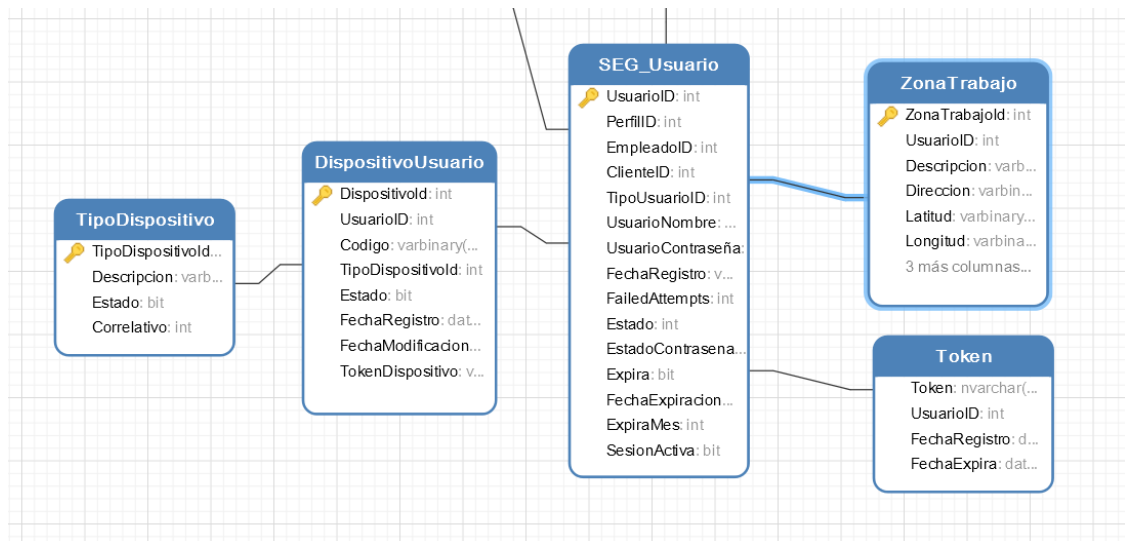 TipoDispositivo
TipoDispositivoId...
Descripcion: varb...
Estado: bit
Correlativo: int
DispositivoUsuario
DispositivoId: int
UsuarioID: int
Codigo: varbinary(...
TipoDispositivoId: int
Estado: bit
FechaRegistro: dat...
FechaModificacion...
TokenDispositivo: v...
SEG_Usuario
UsuarioID: int
PerfilID: int
EmpleadoID: int
ClienteID: int
TipoUsuarioID: int
UsuarioNombre: ...
UsuarioContraseña:
FechaRegistro: v...
FailedAttempts: int
Estado: int
EstadoContrasena...
Expira: bit
FechaExpiracion...
ExpiraMes: int
SesionActiva: bit
ZonaTrabajo
ZonaTrabajoId: int
UsuarioID: int
Descripcion: varb...
Direccion: varbin...
Latitud: varbinary...
Longitud: varbina...
3 más columnas...
Token
Token: nvarchar(...
UsuarioID: int
FechaRegistro: d...
FechaExpira: dat...